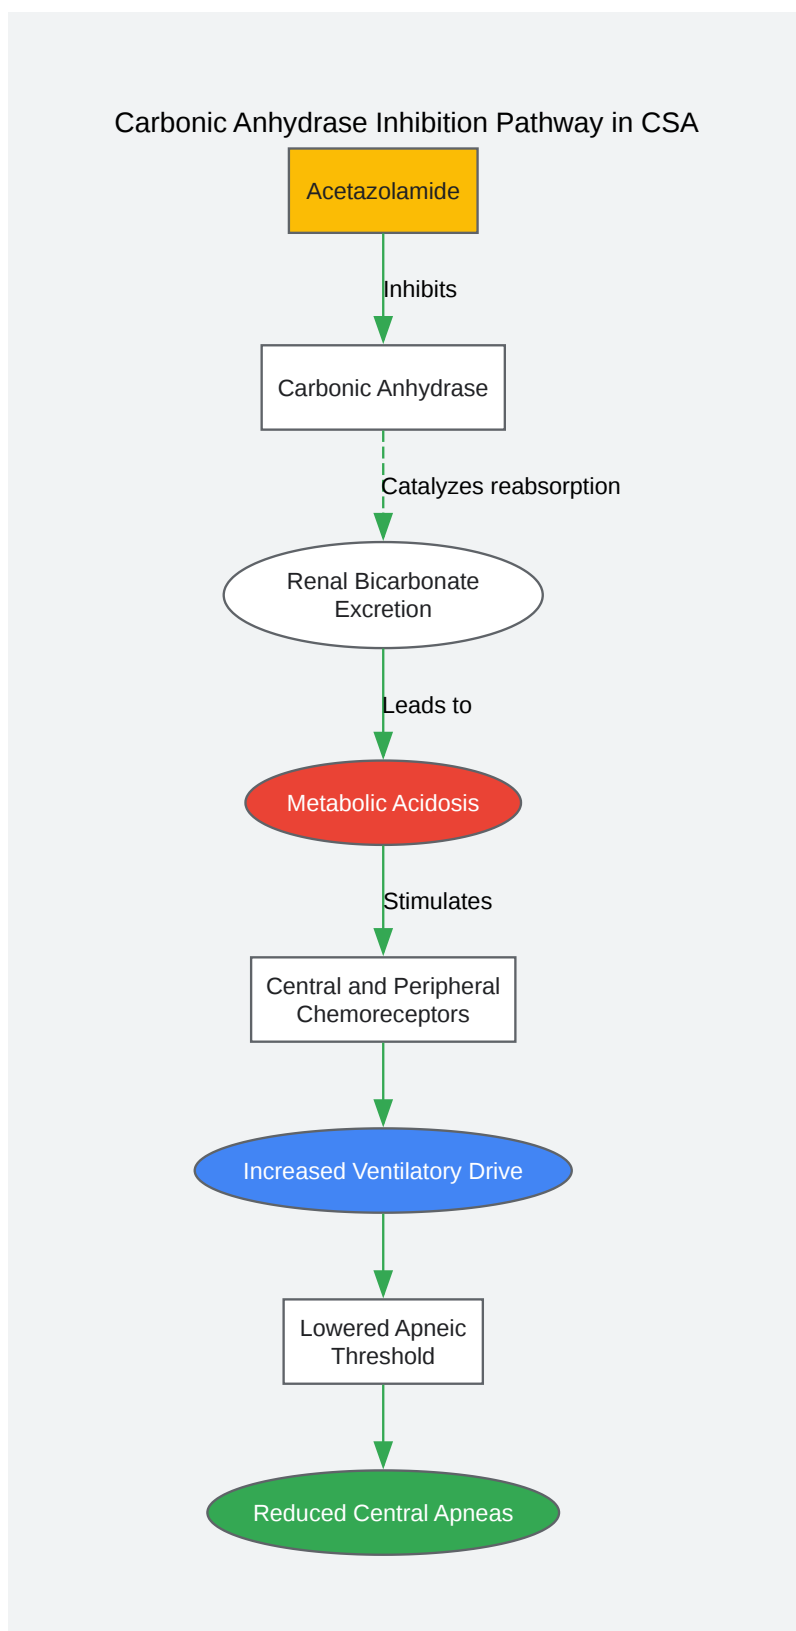 Carbonic Anhydrase Inhibition Pathway in CSA
Acetazolamide
Inhibits
Carbonic Anhydrase
Catalyzes reabsorption
Renal Bicarbonate
Excretion
Leads to
Metabolic Acidosis
Stimulates
Central and Peripheral
Chemoreceptors
Increased Ventilatory Drive
Lowered Apneic
Threshold
Reduced Central Apneas